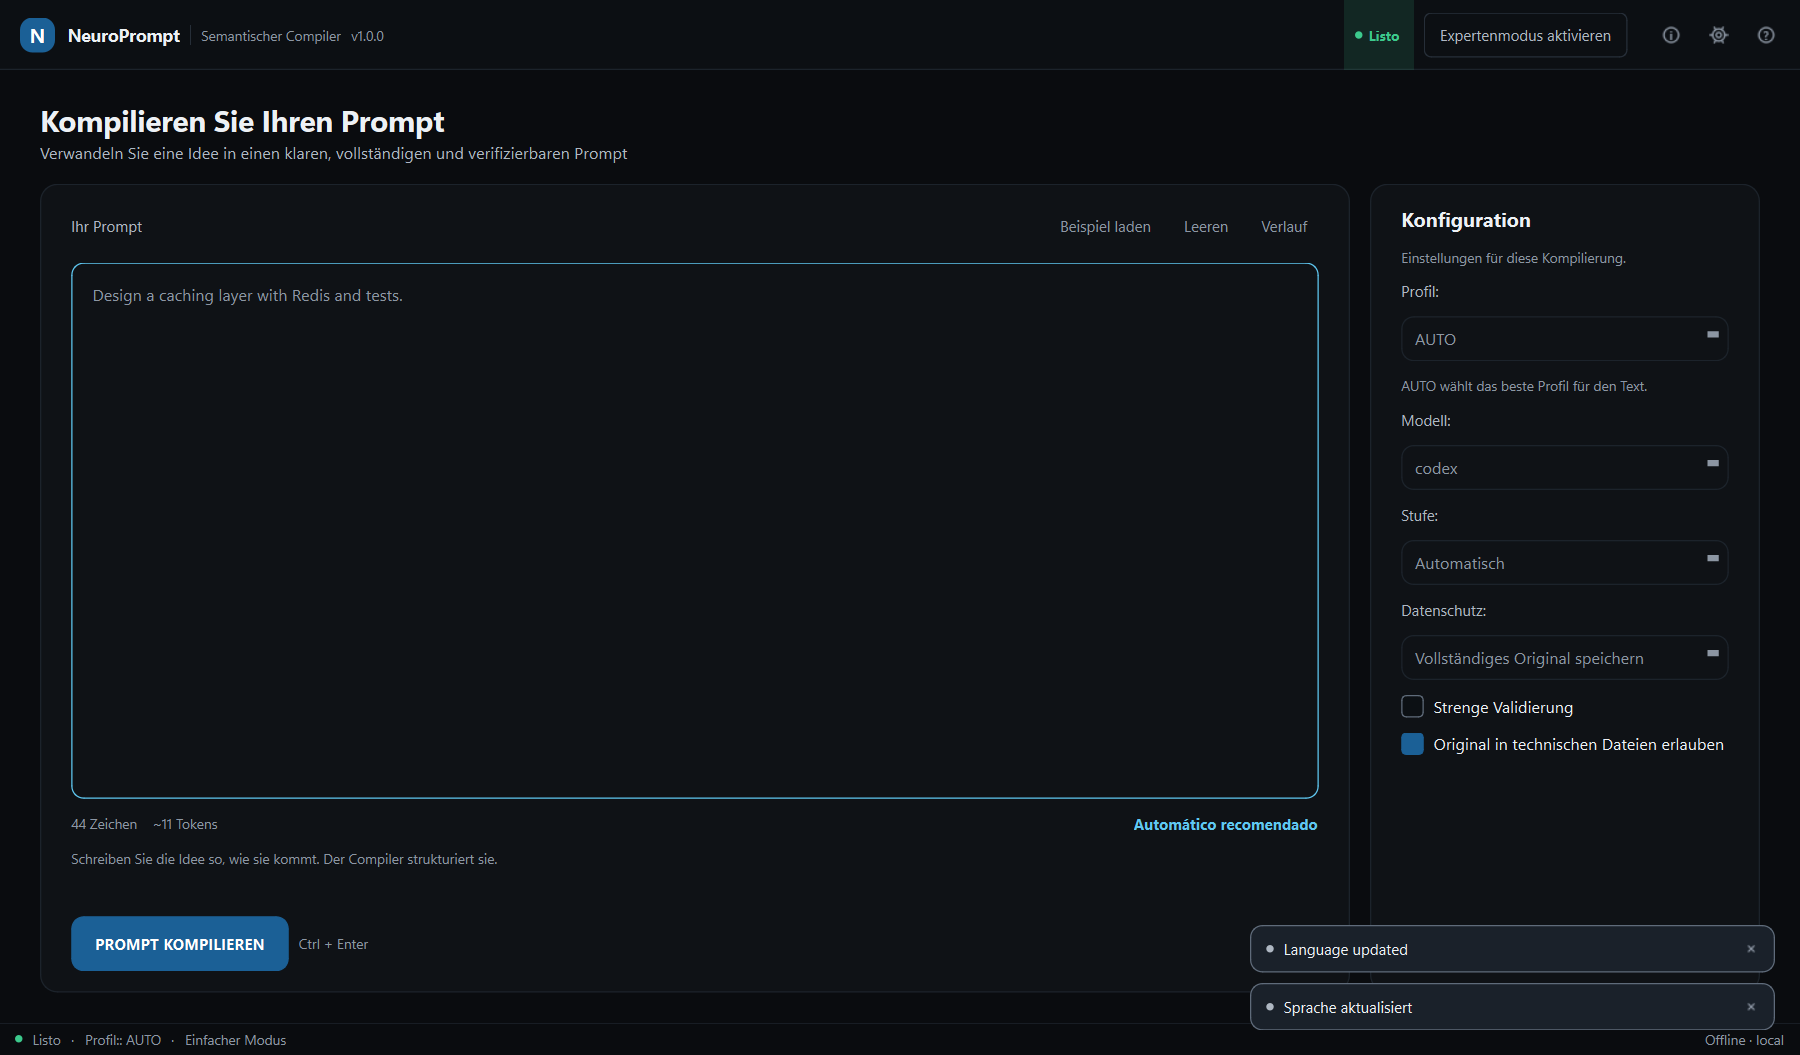 N NeuroPrompt Semantischer Compiler v1.0.0 Listo Expertenmodus aktivieren
Kompilieren Sie Ihren Prompt
Verwandeln Sie eine Idee in einen klaren, vollständigen und verifizierbaren Prompt
Ihr Prompt Beispiel laden Leeren Verlauf
Design a caching layer with Redis and tests.
44 Zeichen ~11 Tokens Automático recomendado
Schreiben Sie die Idee so, wie sie kommt. Der Compiler strukturiert sie.
PROMPT KOMPILIEREN Ctrl + Enter
Konfiguration
Einstellungen für diese Kompilierung.
Profil:
AUTO
AUTO wählt das beste Profil für den Text.
Modell:
codex
Stufe:
Automatisch
Datenschutz:
Vollständiges Original speichern
Strenge Validierung
Original in technischen Dateien erlauben
Language updated ×
Sprache aktualisiert ×
Listo · Profil:: AUTO · Einfacher Modus Offline · local